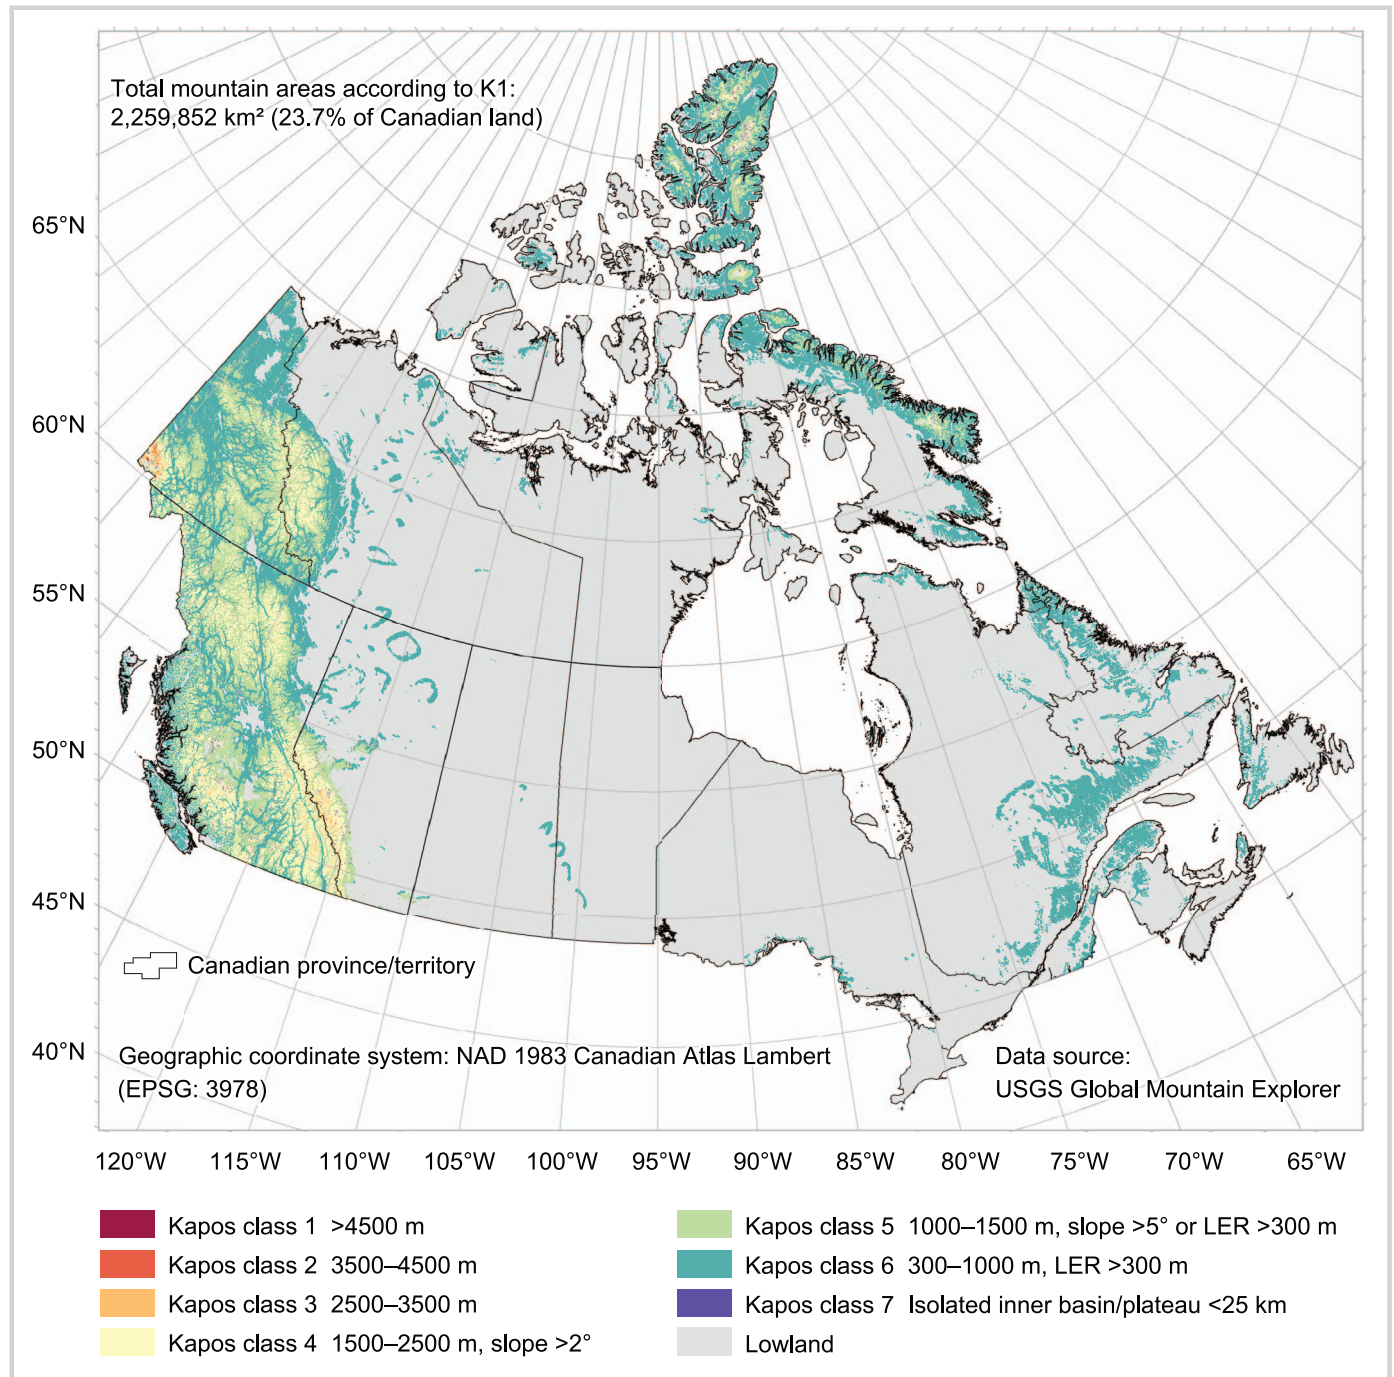 Total mountain areas according to K1:
2,259,852 km² (23.7% of Canadian land)
65°N
60°N
55°N
50°N
45°N
40°N
Canadian province/territory
Geographic coordinate system: NAD 1983 Canadian Atlas Lambert
(EPSG: 3978)
Data source:
USGS Global Mountain Explorer
120°W 115°W 110°W 105°W 100°W 95°W 90°W 85°W 80°W 75°W 70°W 65°W
Kapos class 1 >4500 m
Kapos class 2 3500–4500 m
Kapos class 3 2500–3500 m
Kapos class 4 1500–2500 m, slope >2°
Kapos class 5 1000–1500 m, slope >5° or LER >300 m
Kapos class 6 300–1000 m, LER >300 m
Kapos class 7 Isolated inner basin/plateau <25 km
Lowland